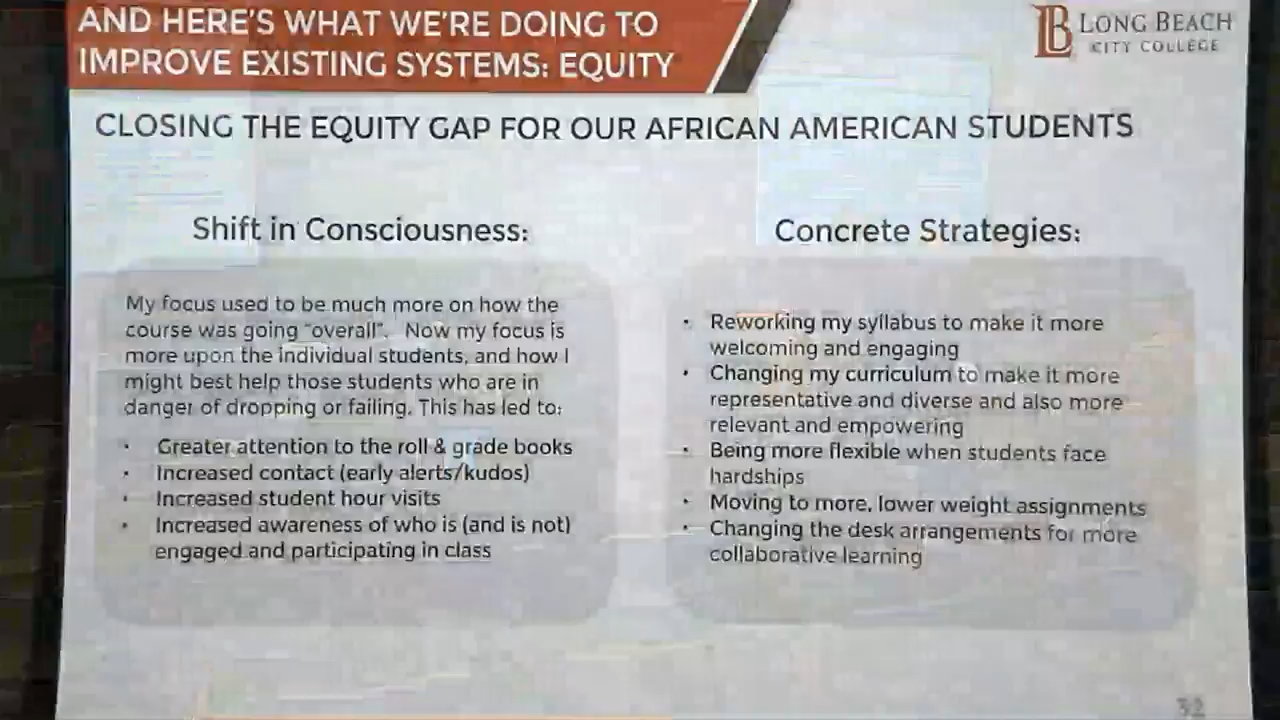 AND HERE'S WHAT WE'RE DOING TO
IMPROVE EXISTING SYSTEMS: EQUITY
LB LONG BEACH
CITY COLLEGE
CLOSING THE EQUITY GAP FOR OUR AFRICAN AMERICAN STUDENTS
Shift in Consciousness:
My focus used to be much more on how the
course was going "overall". Now my focus is
more upon the individual students, and how I
might best help those students who are in
danger of dropping or failing. This has led to:
• Greater attention to the roll & grade books
• Increased contact (early alerts/kudos)
• Increased student hour visits
• Increased awareness of who is (and is not)
engaged and participating in class
Concrete Strategies:
• Reworking my syllabus to make it more
welcoming and engaging
• Changing my curriculum to make it more
representative and diverse and also more
relevant and empowering
• Being more flexible when students face
hardships
• Moving to more, lower weight assignments
• Changing the desk arrangements for more
collaborative learning
32